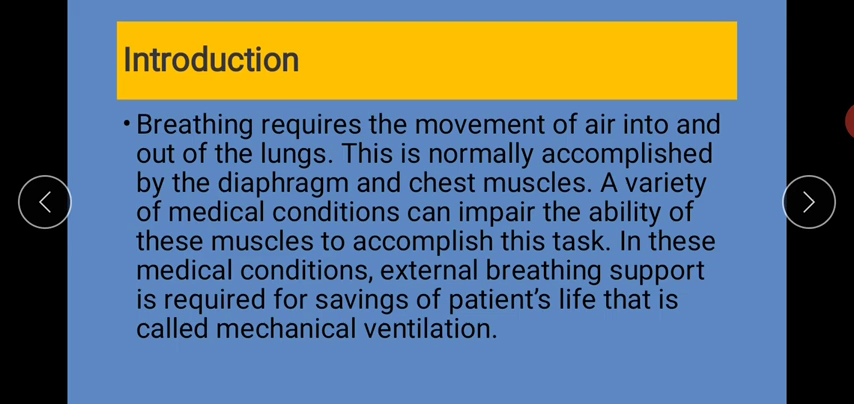 Introduction
• Breathing requires the movement of air into and
out of the lungs. This is normally accomplished
by the diaphragm and chest muscles. A variety
of medical conditions can impair the ability of
these muscles to accomplish this task. In these
medical conditions, external breathing support
is required for savings of patient’s life that is
called mechanical ventilation.